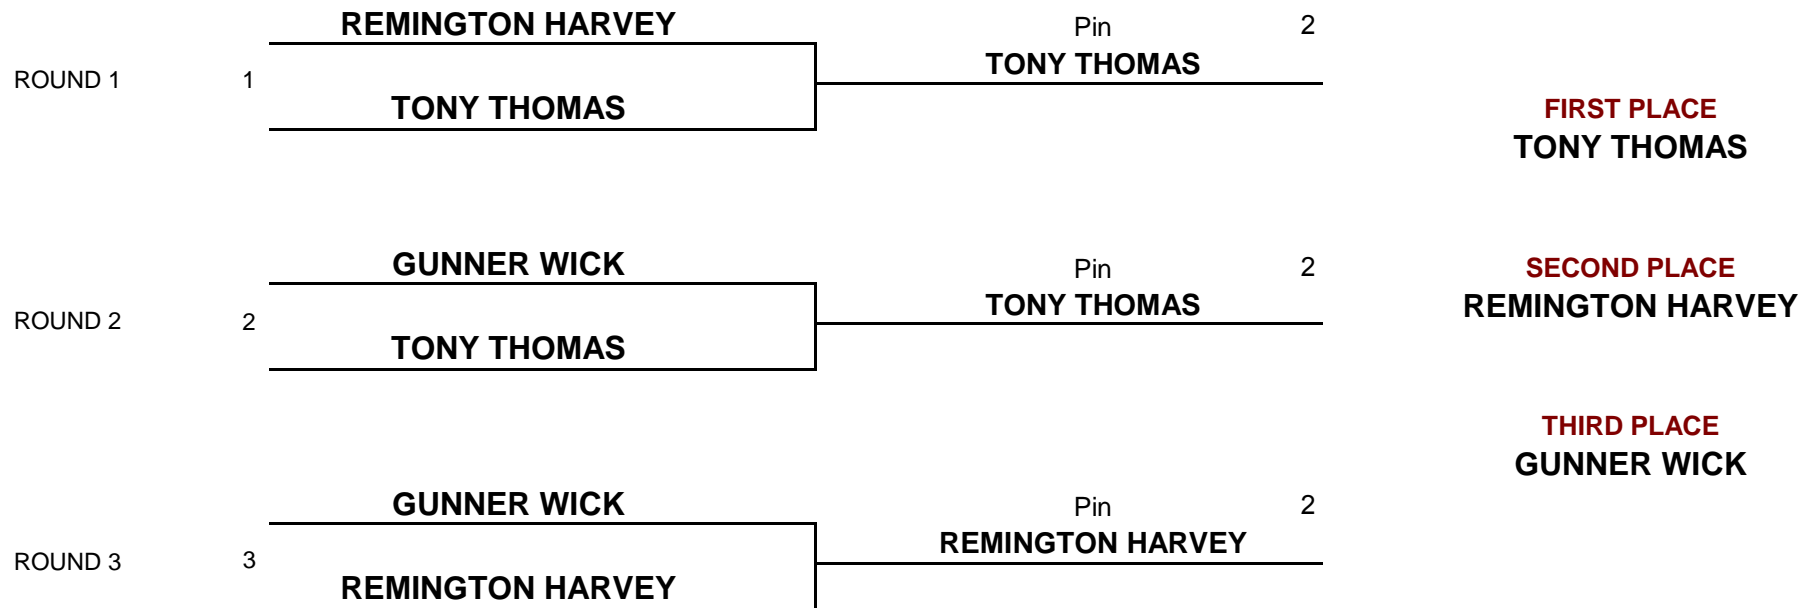 REMINGTON HARVEY
Pin 2
TONY THOMAS
ROUND 1 1
TONY THOMAS
FIRST PLACE
TONY THOMAS
GUNNER WICK
Pin 2
SECOND PLACE
TONY THOMAS
REMINGTON HARVEY
ROUND 2 2
TONY THOMAS
THIRD PLACE
GUNNER WICK
GUNNER WICK
Pin 2
REMINGTON HARVEY
ROUND 3 3
REMINGTON HARVEY